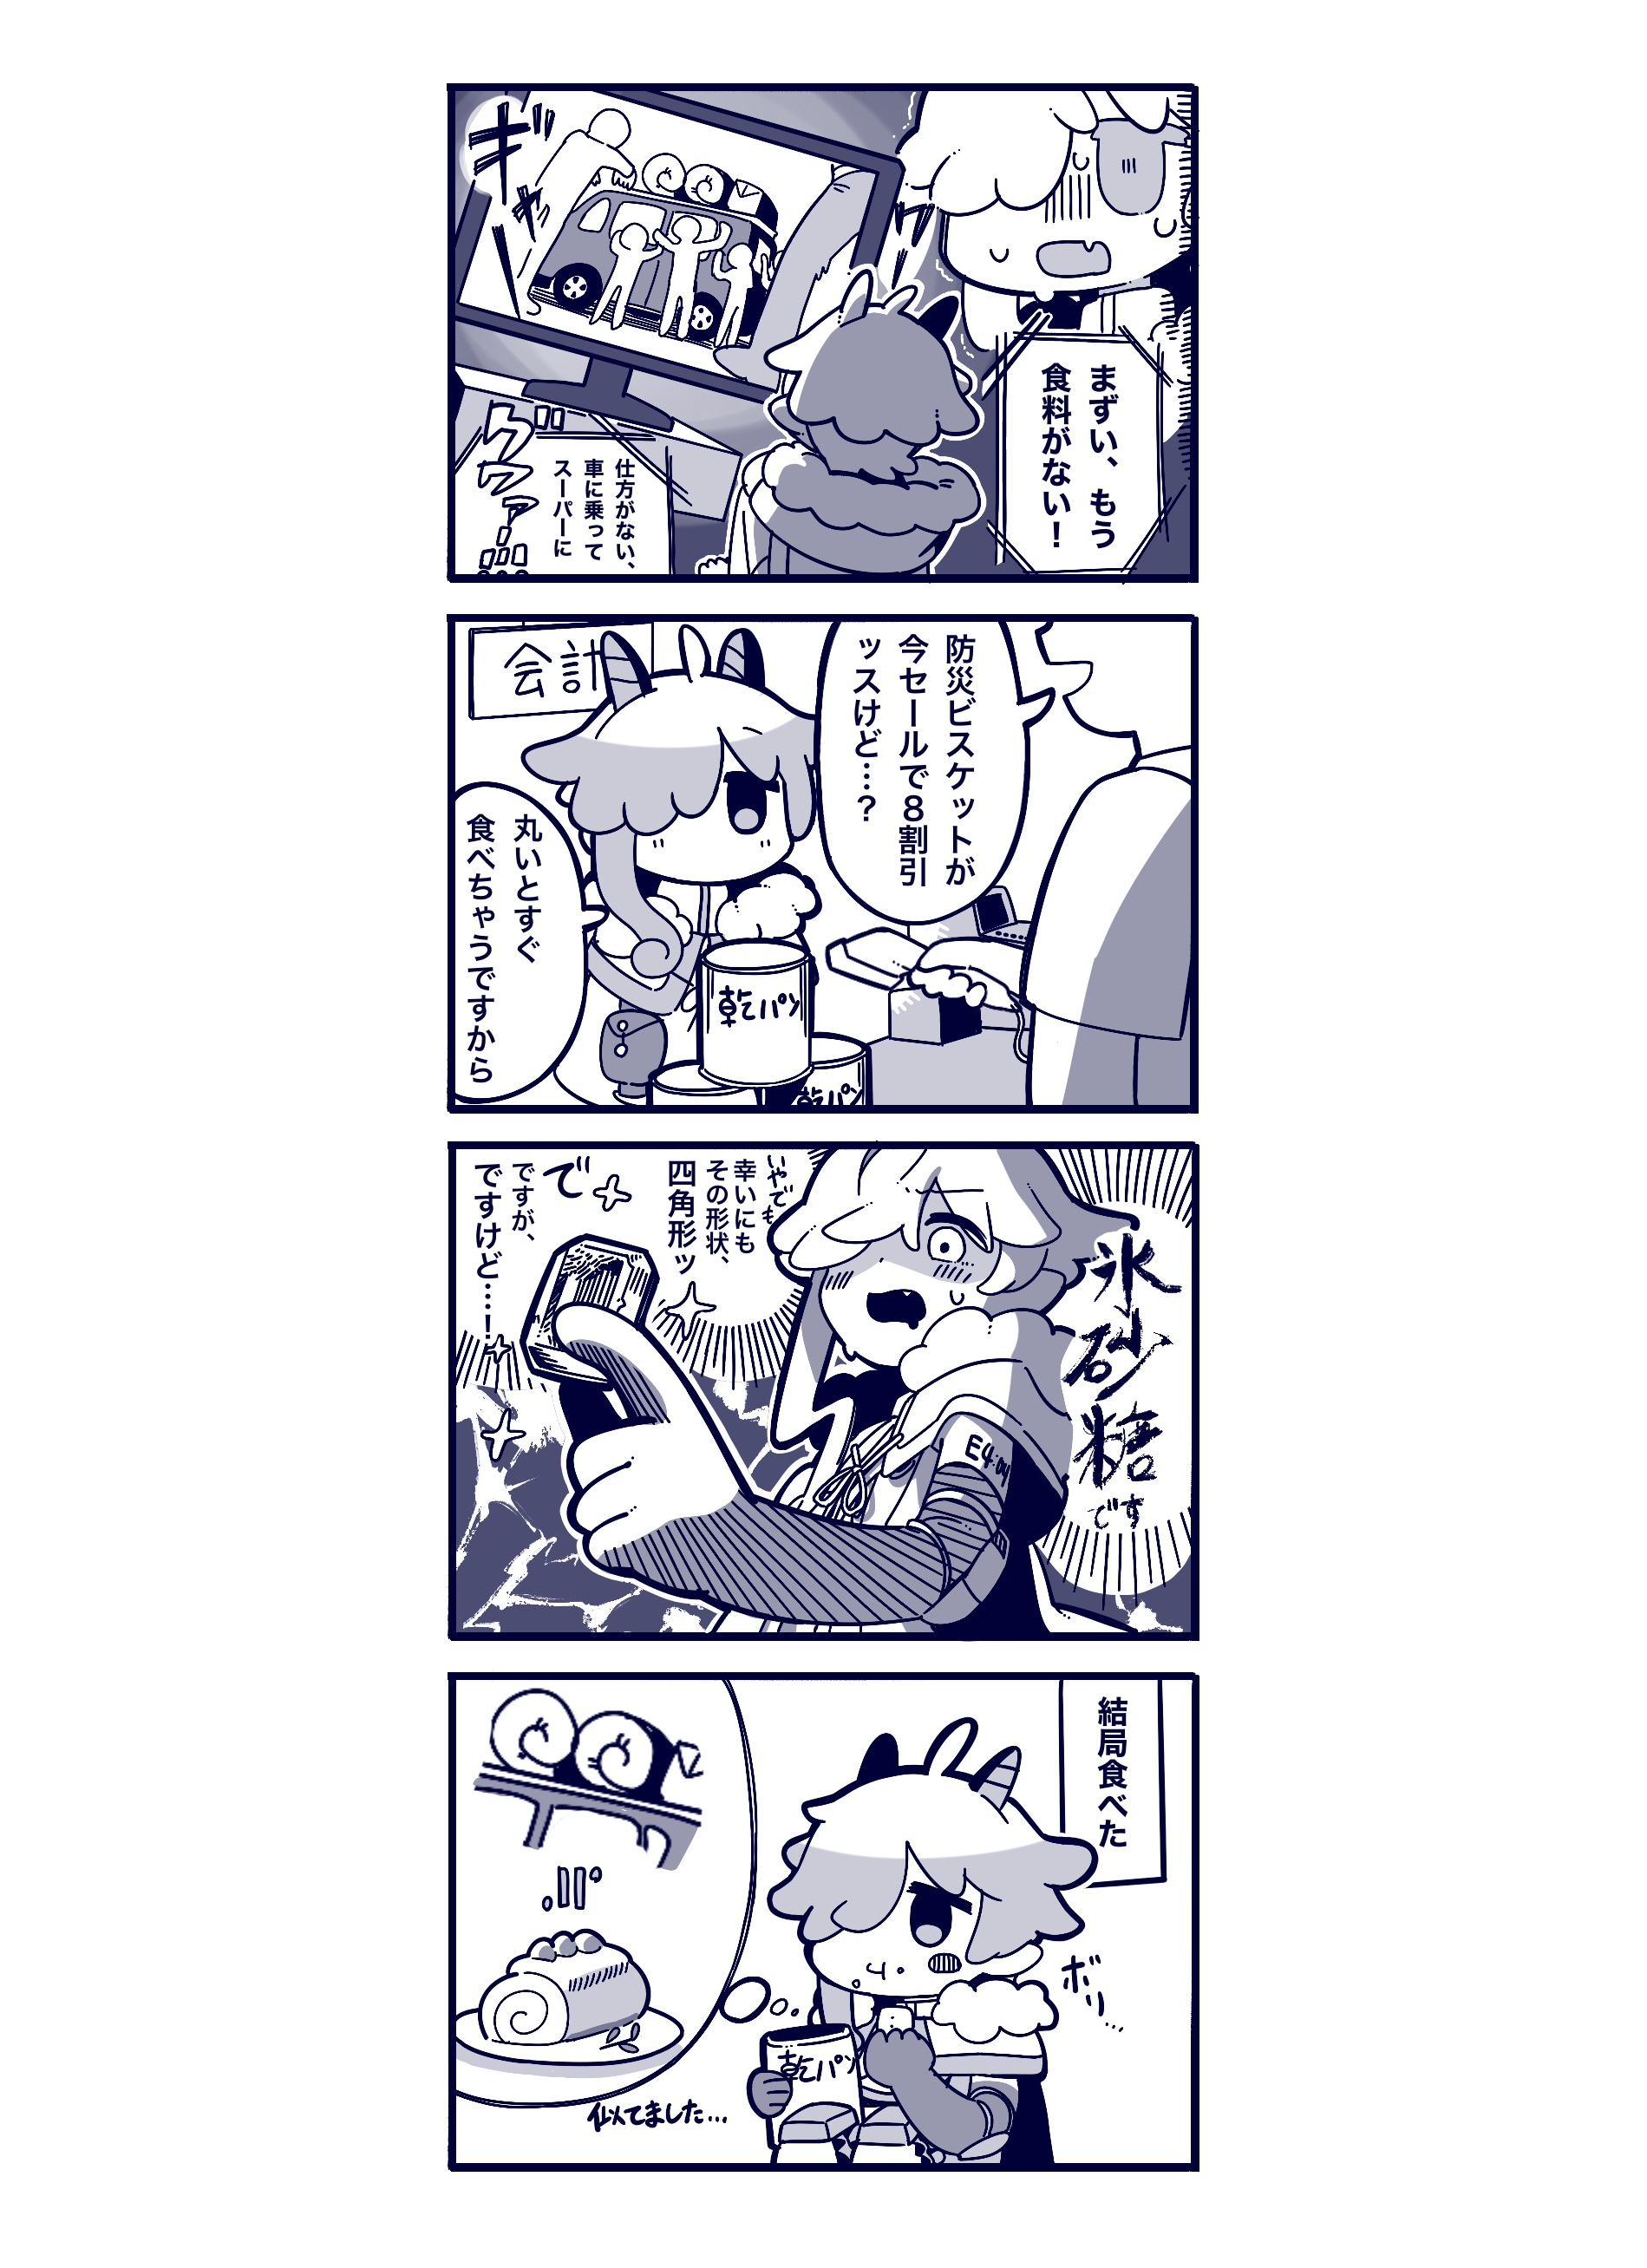 まずい、もう
食料がない！
ギャ
仕方がない、
車に乗って
スーパーに
グワァー!!!
会計
防災ビスケットが
今セールで８割引
ッスけど…？
丸いとすぐ
食べちゃうですから
乾パン
乾パン
氷砂糖です
いやでも
幸いにも
その形状、
四角形ッ
で
ですが、
ですけど…！
E4:04
結局食べた
ボリ…
乾パン
似てました…